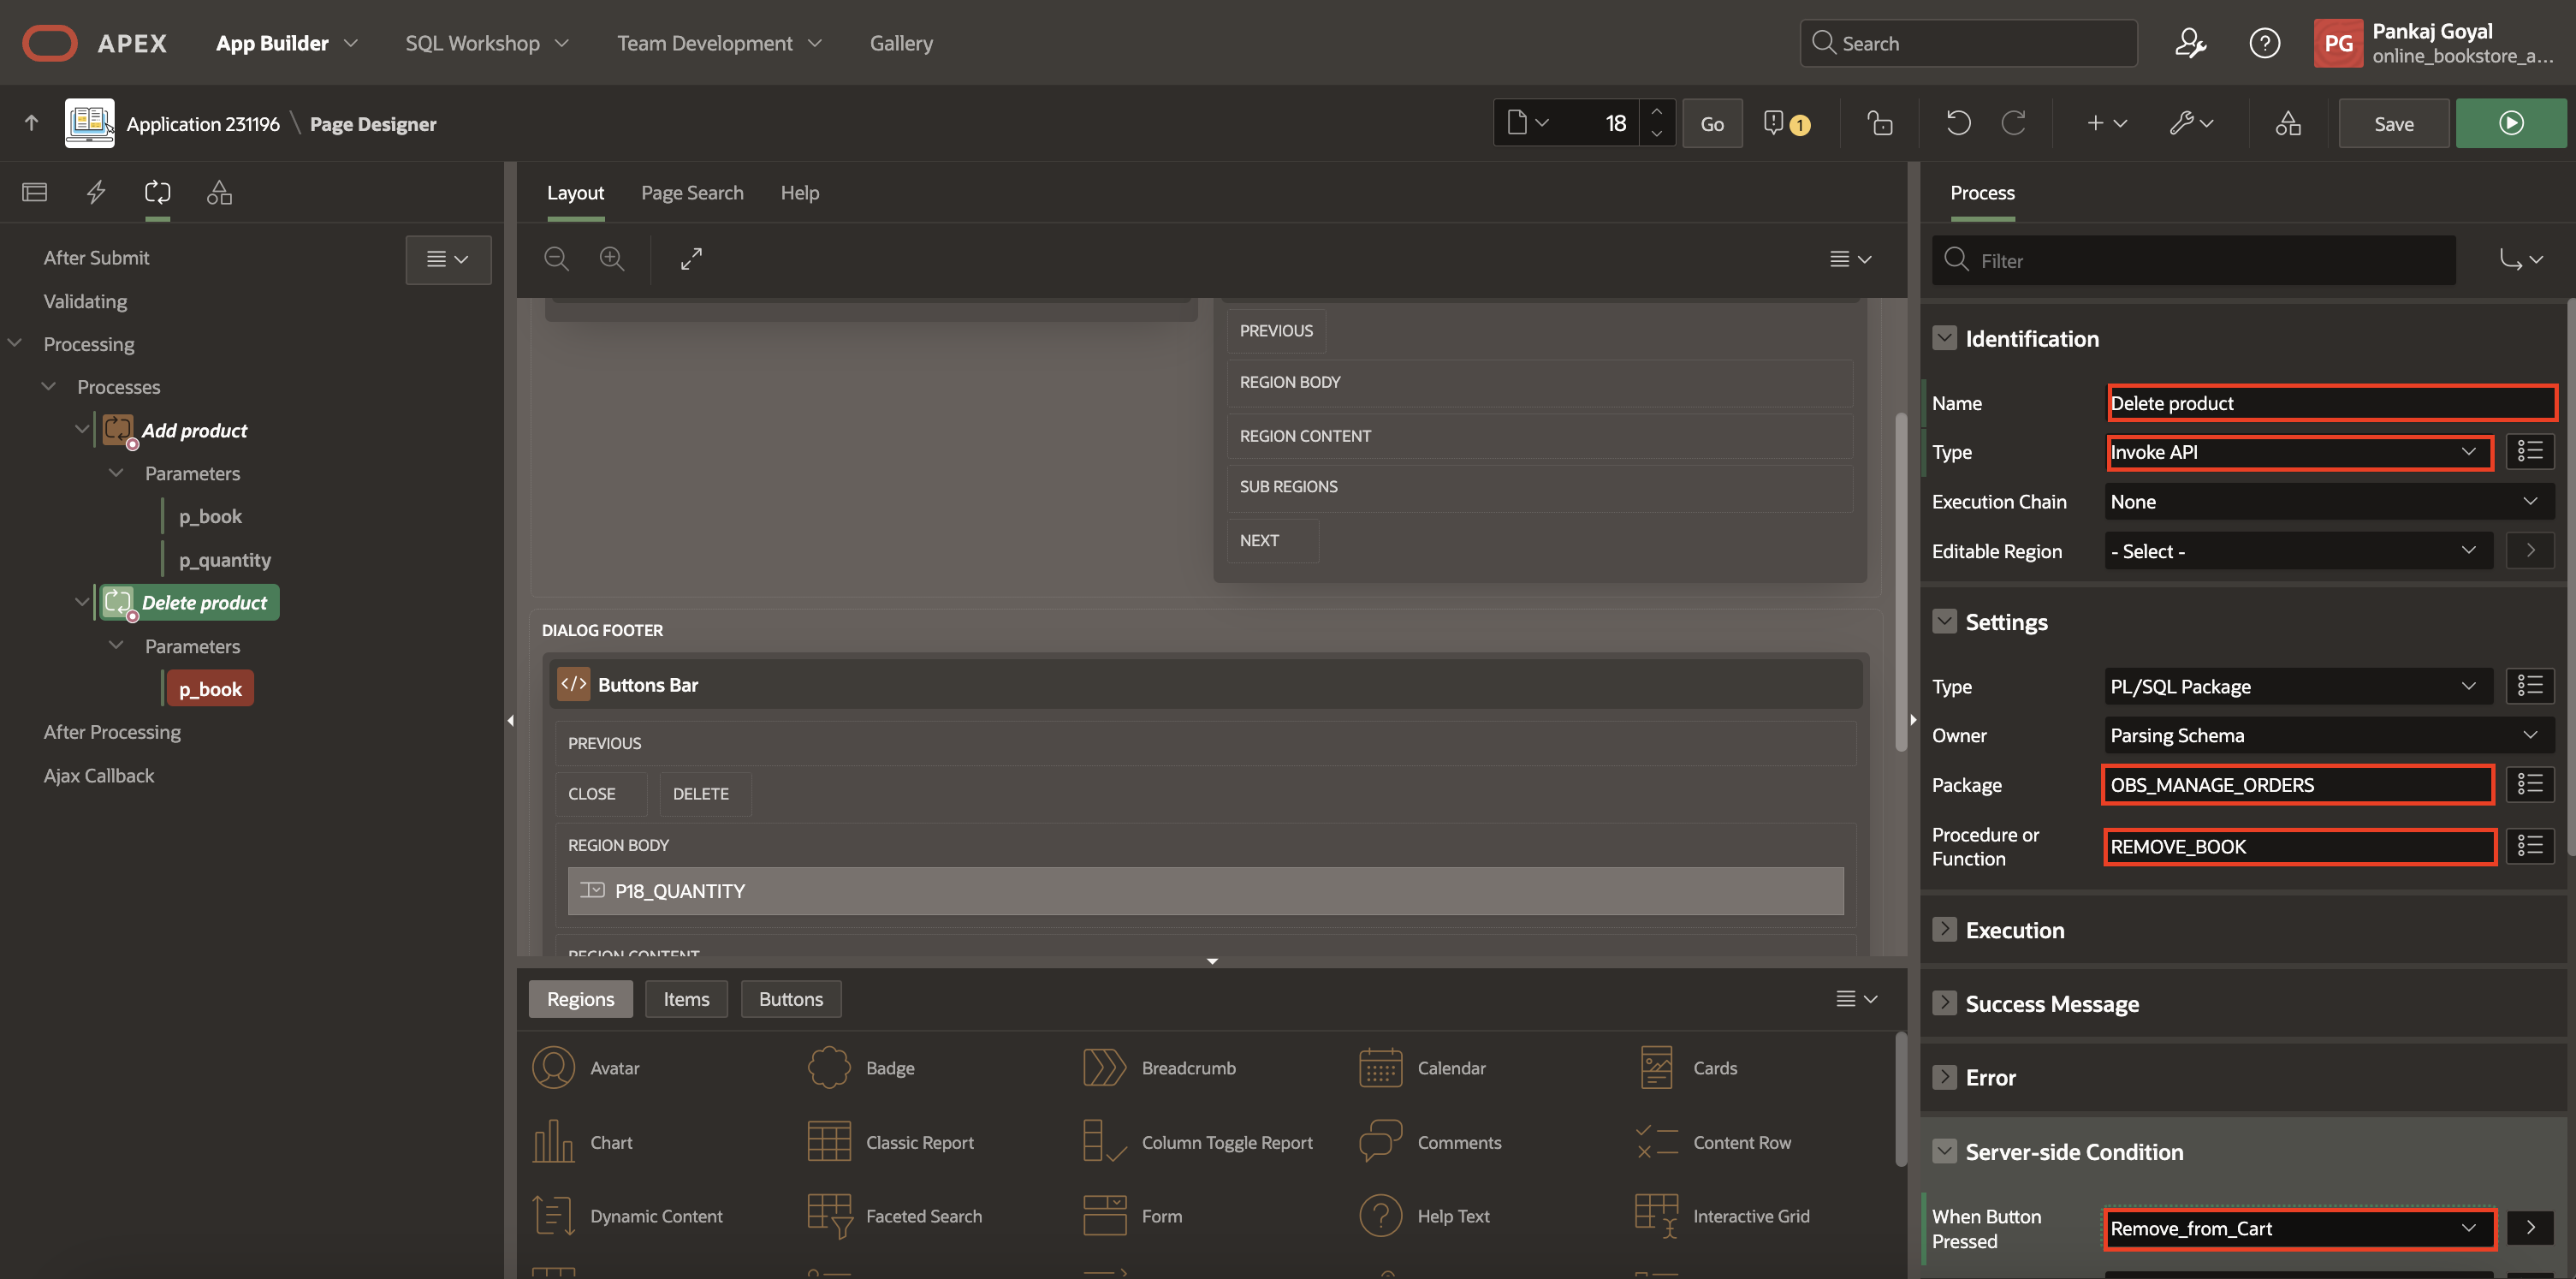 APEX App Builder SQL Workshop Team Development Gallery Search PG Pankaj Goyal
online_bookstore_a...
Application 231196 \ Page Designer 18 Go 1 Save
Layout Page Search Help
Process
After Submit
Validating
Processing
Processes
Add product
Parameters
p_book
p_quantity
Delete product
Parameters
p_book
After Processing
Ajax Callback
PREVIOUS
REGION BODY
REGION CONTENT
SUB REGIONS
NEXT
DIALOG FOOTER
</> Buttons Bar
PREVIOUS
CLOSE DELETE
REGION BODY
P18_QUANTITY
REGION CONTENT
Regions Items Buttons
Avatar Badge Breadcrumb Calendar Cards
Chart Classic Report Column Toggle Report Comments Content Row
Dynamic Content Faceted Search Form Help Text Interactive Grid
Filter
Identification
Name Delete product
Type Invoke API
Execution Chain None
Editable Region - Select -
Settings
Type PL/SQL Package
Owner Parsing Schema
Package OBS_MANAGE_ORDERS
Procedure or
Function REMOVE_BOOK
Execution
Success Message
Error
Server-side Condition
When Button
Pressed Remove_from_Cart